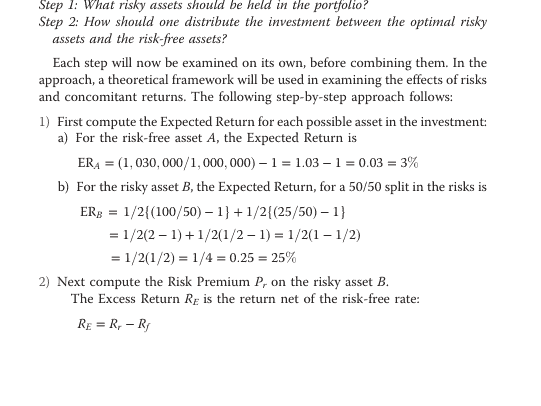 Step 1: What risky assets should be held in the portfolio?
Step 2: How should one distribute the investment between the optimal risky
assets and the risk-free assets?
Each step will now be examined on its own, before combining them. In the
approach, a theoretical framework will be used in examining the effects of risks
and concomitant returns. The following step-by-step approach follows:
1) First compute the Expected Return for each possible asset in the investment:
a) For the risk-free asset A, the Expected Return is
ER_A = (1, 030, 000/1, 000, 000) − 1 = 1.03 − 1 = 0.03 = 3%
b) For the risky asset B, the Expected Return, for a 50/50 split in the risks is
ER_B = 1/2{(100/50) − 1} + 1/2{(25/50) − 1}
= 1/2(2 − 1) + 1/2(1/2 − 1) = 1/2(1 − 1/2)
= 1/2(1/2) = 1/4 = 0.25 = 25%
2) Next compute the Risk Premium P_r on the risky asset B.
The Excess Return R_E is the return net of the risk-free rate:
R_E = R_r − R_f